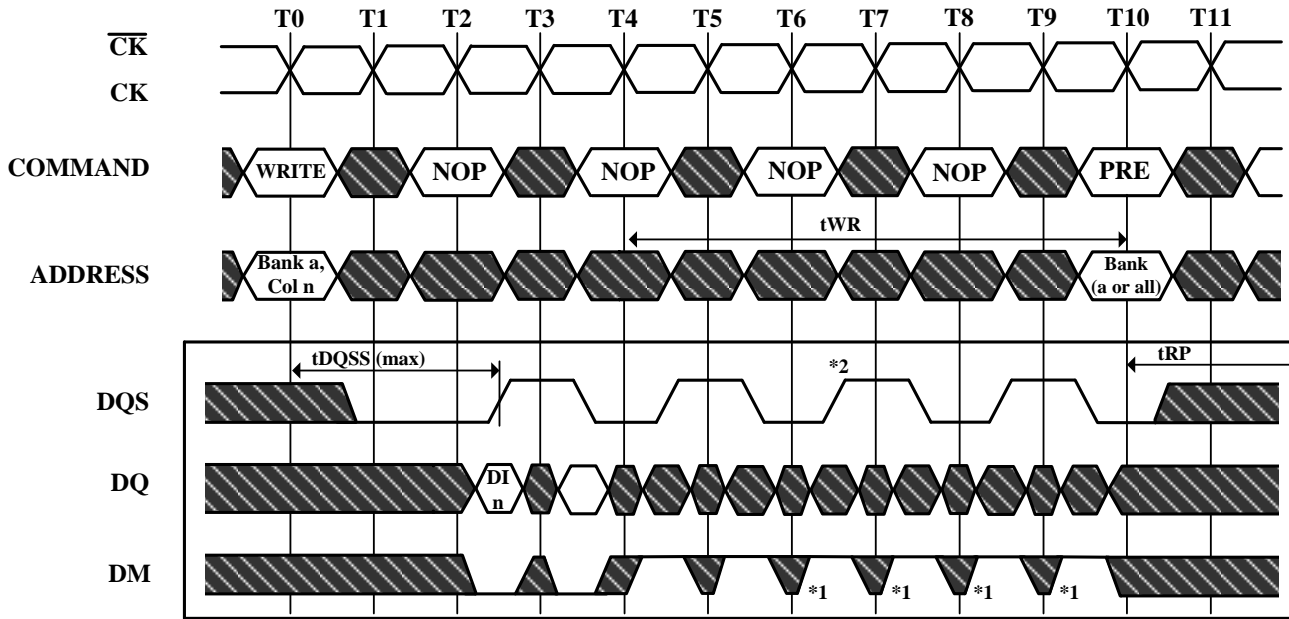 T0 T1 T2 T3 T4 T5 T6 T7 T8 T9 T10 T11
CK
CK
COMMAND WRITE NOP NOP NOP NOP PRE
tWR
ADDRESS Bank a, Bank
Col n (a or all)
tDQSS (max) *2 tRP
DQS
DQ DI
n
DM *1 *1 *1 *1